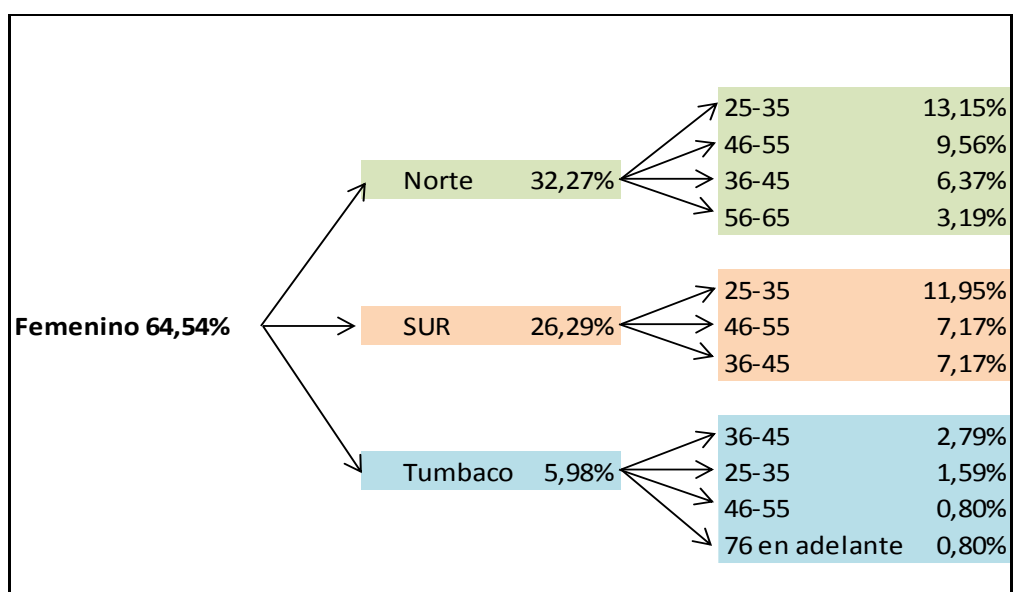 25-35 13,15%
46-55 9,56%
Norte 32,27% 36-45 6,37%
56-65 3,19%
25-35 11,95%
Femenino 64,54% SUR 26,29% 46-55 7,17%
36-45 7,17%
36-45 2,79%
Tumbaco 5,98% 25-35 1,59%
46-55 0,80%
76 en adelante 0,80%